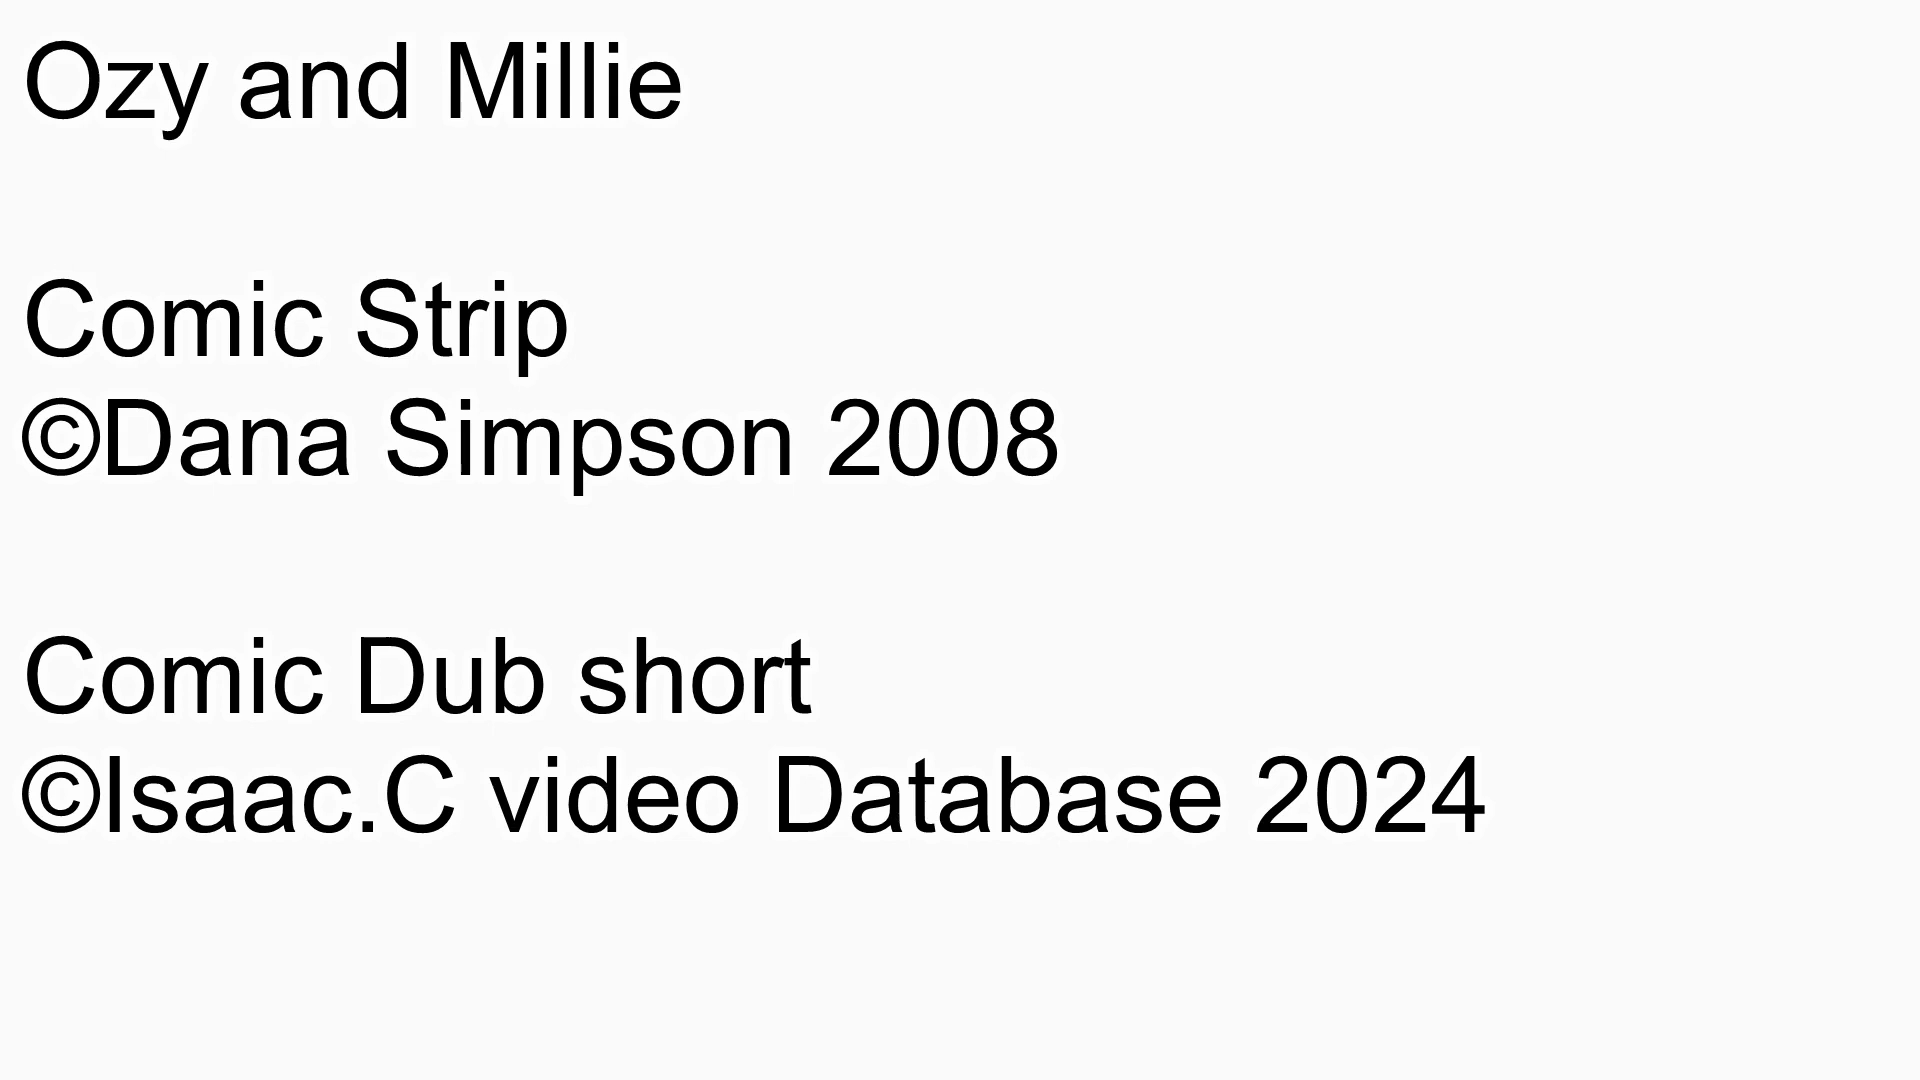 Ozy and Millie
Comic Strip
©Dana Simpson 2008
Comic Dub short
©Isaac.C video Database 2024